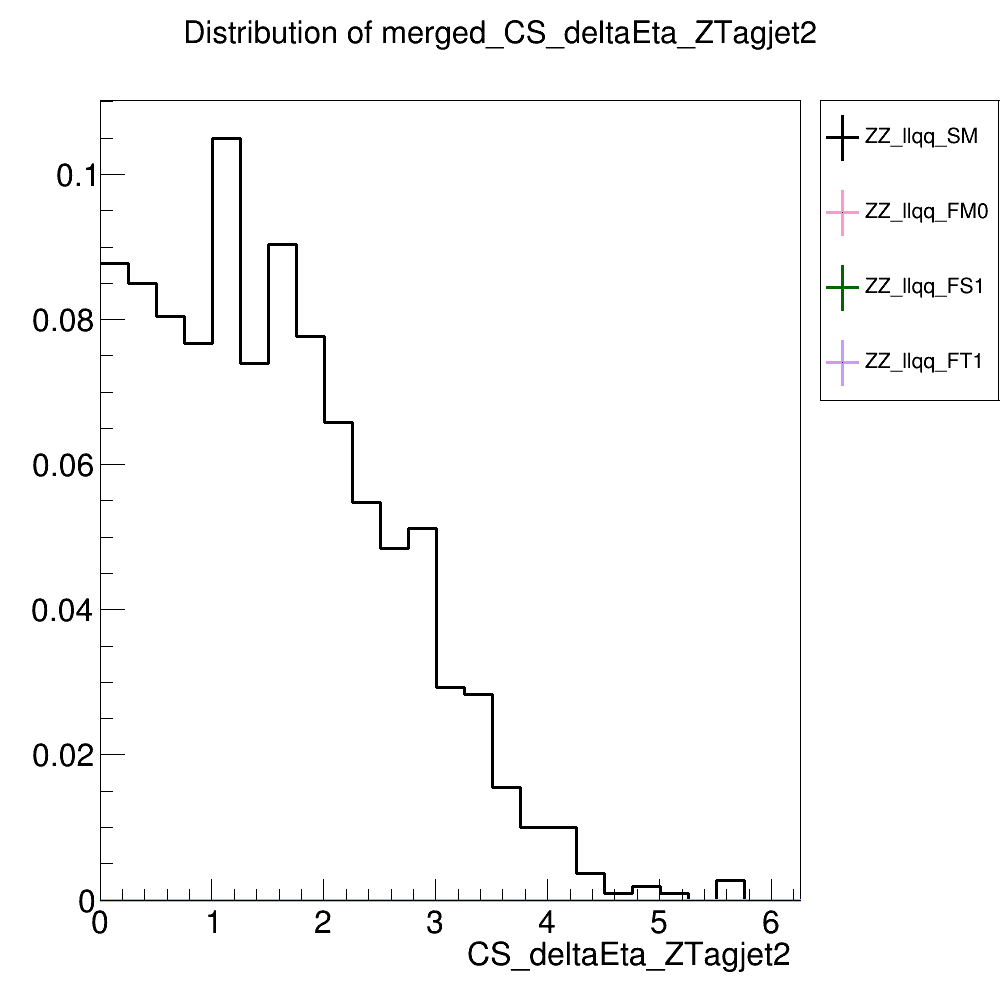 Distribution of merged_CS_deltaEta_ZTagjet2
0.1
0.08
0.06
0.04
0.02
0
0 1 2 3 4 5 6
CS_deltaEta_ZTagjet2
ZZ_llqq_SM
ZZ_llqq_FM0
ZZ_llqq_FS1
ZZ_llqq_FT1